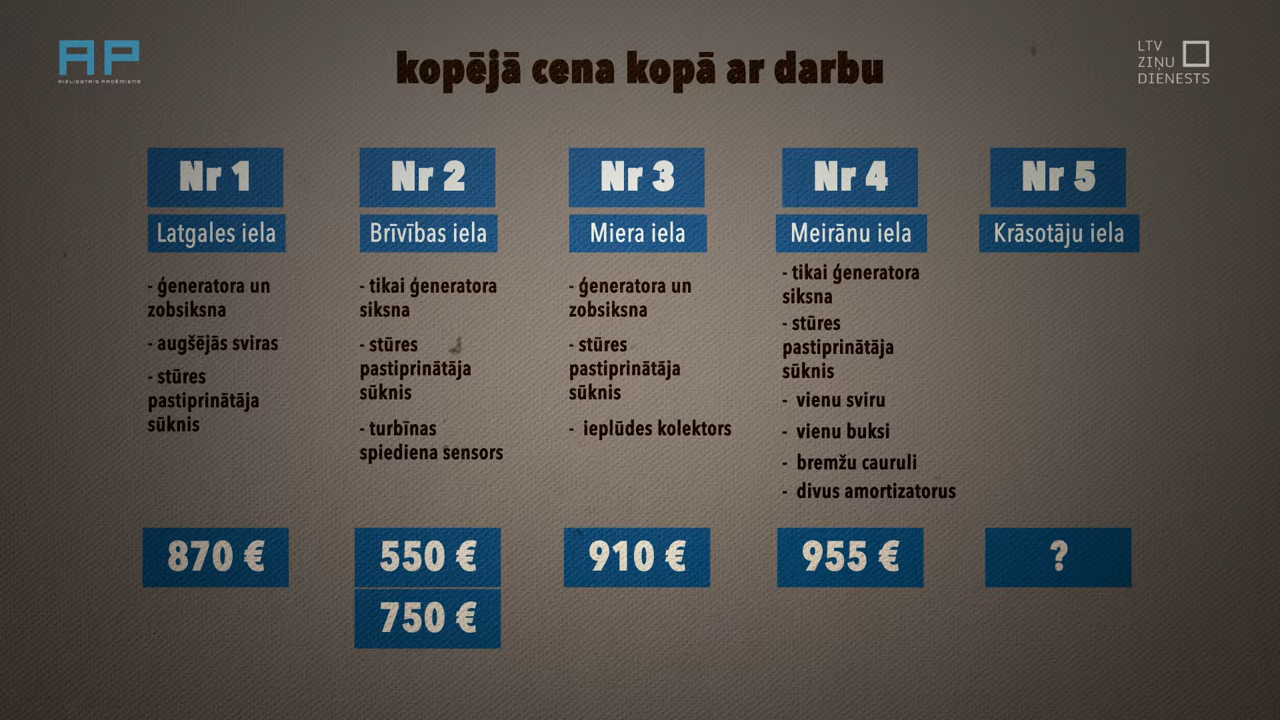 AP
AIZLIEGTAIS PAŅĒMIENS
LTV
ZIŅU
DIENESTS
kopējā cena kopā ar darbu
Nr 1
Latgales iela
- ģeneratora un
zobsiksna
- augšējās sviras
- stūres
pastiprinātāja
sūknis
870 €
Nr 2
Brīvības iela
- tikai ģeneratora
siksna
- stūres
pastiprinātāja
sūknis
- turbīnas
spiediena sensors
550 €
750 €
Nr 3
Miera iela
- ģeneratora un
zobsiksna
- stūres
pastiprinātāja
sūknis
- ieplūdes kolektors
910 €
Nr 4
Meirānu iela
- tikai ģeneratora
siksna
- stūres
pastiprinātāja
sūknis
- vienu sviru
- vienu buksi
- bremžu cauruli
- divus amortizatorus
955 €
Nr 5
Krāsotāju iela
?